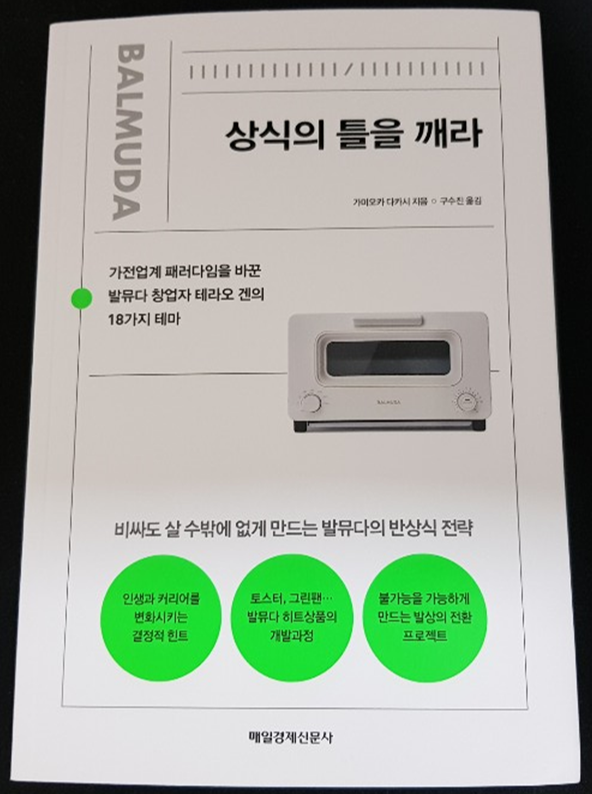 BALMUDA
상식의 틀을 깨라
가미오카 다카시 지음 ○ 구수진 옮김
가전업계 패러다임을 바꾼
발뮤다 창업자 테라오 겐의
18가지 테마
BALMUDA
비싸도 살 수밖에 없게 만드는 발뮤다의 반상식 전략
인생과 커리어를
변화시키는
결정적 힌트
토스터, 그린팬…
발뮤다 히트상품의
개발과정
불가능을 가능하게
만드는 발상의 전환
프로젝트
매일경제신문사